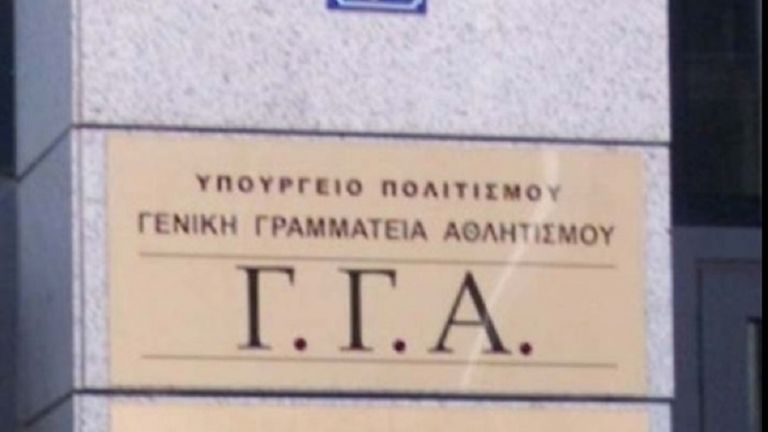 ΥΠΟΥΡΓΕΙΟ ΠΟΛΙΤΙΣΜΟΥ
ΓΕΝΙΚΗ ΓΡΑΜΜΑΤΕΙΑ ΑΘΛΗΤΙΣΜΟΥ
Γ.Γ.Α.